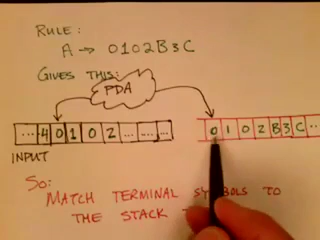 RULE:
A → 0102B3C
GIVES THIS:
PDA
... 4 0 1 0 2 ... ... ...
0 1 0 2 B 3 C ...
INPUT
SO:
MATCH TERMINAL SYMBOLS TO
THE STACK